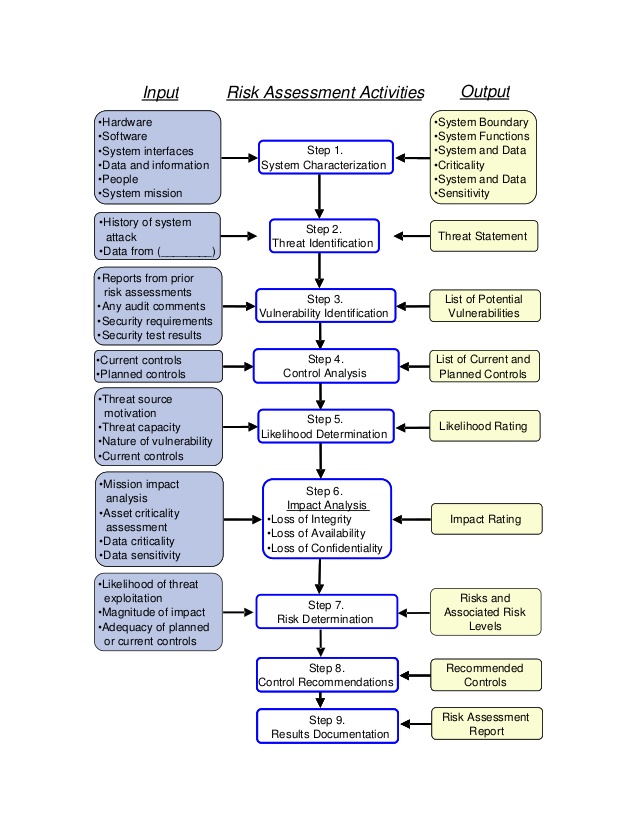 Input
Risk Assessment Activities
Output
•Hardware
•Software
•System interfaces
•Data and information
•People
•System mission
Step 1.
System Characterization
•System Boundary
•System Functions
•System and Data
•Criticality
•System and Data
•Sensitivity
•History of system
attack
•Data from (________)
Step 2.
Threat Identification
Threat Statement
•Reports from prior
risk assessments
•Any audit comments
•Security requirements
•Security test results
Step 3.
Vulnerability Identification
List of Potential
Vulnerabilities
•Current controls
•Planned controls
Step 4.
Control Analysis
List of Current and
Planned Controls
•Threat source
motivation
•Threat capacity
•Nature of vulnerability
•Current controls
Step 5.
Likelihood Determination
Likelihood Rating
•Mission impact
analysis
•Asset criticality
assessment
•Data criticality
•Data sensitivity
Step 6.
Impact Analysis
•Loss of Integrity
•Loss of Availability
•Loss of Confidentiality
Impact Rating
•Likelihood of threat
exploitation
•Magnitude of impact
•Adequacy of planned
or current controls
Step 7.
Risk Determination
Risks and
Associated Risk
Levels
Step 8.
Control Recommendations
Recommended
Controls
Step 9.
Results Documentation
Risk Assessment
Report